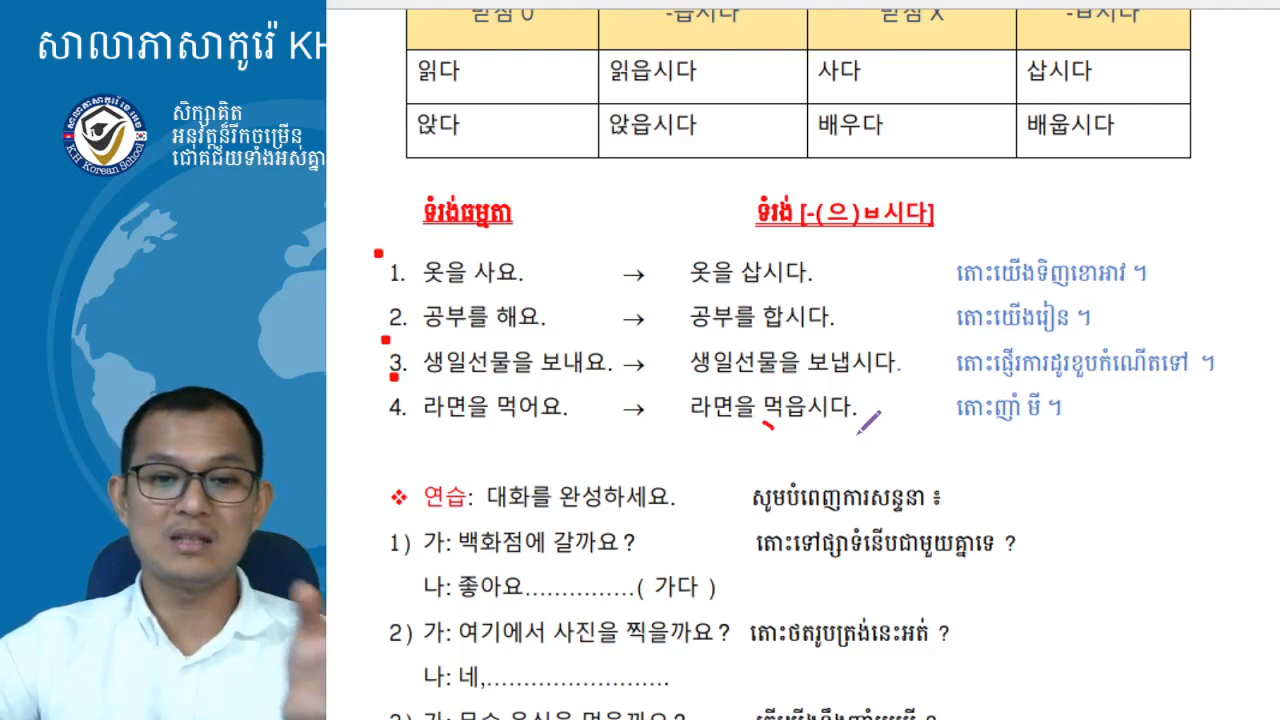 សាលាភាសាកូរ៉េ KH
សិក្សាគិត
អនុវត្តន៍រីកចម្រើន
ជោគជ័យទាំងអស់គ្នា
K.H Korean School
받침 O -읍시다 받침 X -ㅂ시다
읽다 읽읍시다 사다 삽시다
앉다 앉읍시다 배우다 배웁시다
ទំរង់ធម្មតា ទំរង់ [-(으)ㅂ시다]
1. 옷을 사요. → 옷을 삽시다. តោះយើងទិញខោអាវ ។
2. 공부를 해요. → 공부를 합시다. តោះយើងរៀន ។
3. 생일선물을 보내요. → 생일선물을 보냅시다. តោះផ្ញើរការដូរខួបកំណើតទៅ ។
4. 라면을 먹어요. → 라면을 먹읍시다. តោះញាំ មី ។
❖ 연습: 대화를 완성하세요. សូមបំពេញការសន្ទនា ៖
1) 가: 백화점에 갈까요? តោះទៅផ្សាទំនើបជាមួយគ្នាទេ ?
나: 좋아요...............( 가다 )
2) 가: 여기에서 사진을 찍을까요? តោះថតរូបត្រង់នេះអត់ ?
나: 네,.........................